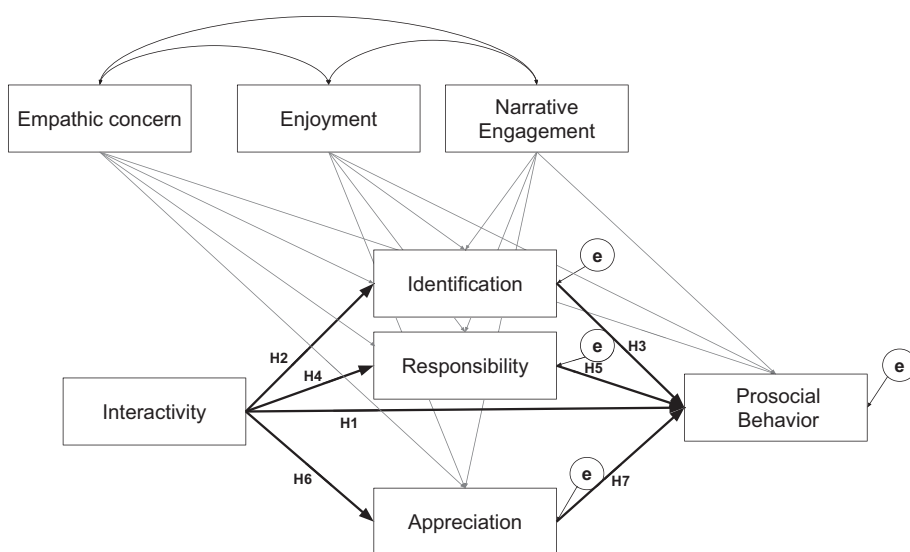 Empathic concern
Enjoyment
Narrative
Engagement
e
Identification
H2
H3
e
Responsibility
H4
H5
e
Interactivity
H1
Prosocial
Behavior
H6
e
H7
Appreciation